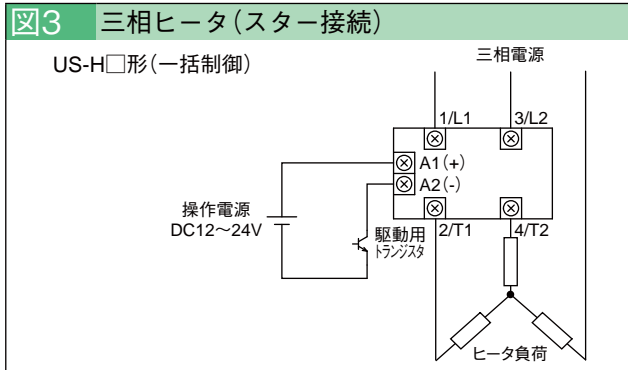 図3 三相ヒータ(スター接続)
US-H□形(一括制御)
三相電源
1/L1 3/L2
A1(+)
A2(-)
操作電源
DC12～24V
駆動用
トランジスタ
2/T1 4/T2
ヒータ負荷